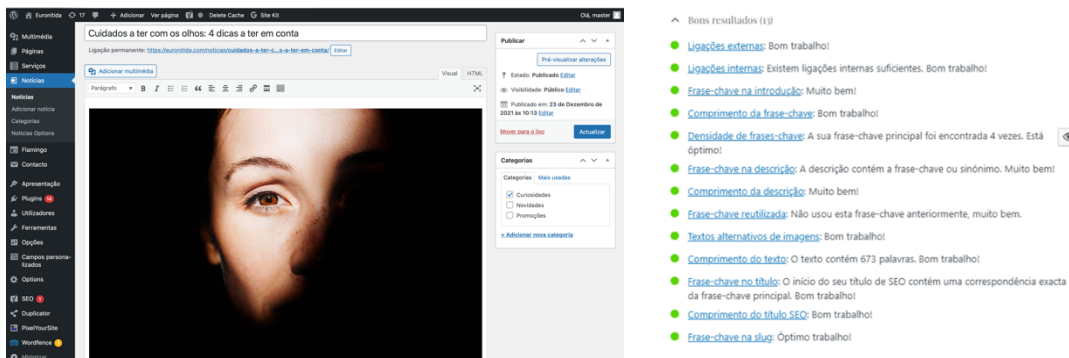 Euronitida
17
+ Adicionar
Ver página
Delete Cache
Site Kit
Olá, master
Multimédia
Páginas
Serviços
Notícias
Notícias
Adicionar notícia
Categorias
Notícias Options
Flamingo
Contacto
Apresentação
Plugins 14
Utilizadores
Ferramentas
Opções
Campos persona-
lizados
Options
SEO 1
Duplicator
PixelYourSite
Wordfence
Minimizar
Cuidados a ter com os olhos: 4 dicas a ter em conta
Ligação permanente: https://euronitida.com/noticias/cuidados-a-ter-c...s-a-ter-em-conta/ Editar
Adicionar multimédia
Visual HTML
Parágrafo
B I
Publicar
Pré-visualizar alterações
Estado: Publicado Editar
Visibilidade: Público Editar
Publicado em: 23 de Dezembro de
2021 às 10:13 Editar
Mover para o lixo
Actualizar
Categorias
Categorias Mais usadas
Curiosidades
Novidades
Promoções
+ Adicionar nova categoria
Bons resultados (13)
Ligações externas: Bom trabalho!
Ligações internas: Existem ligações internas suficientes. Bom trabalho!
Frase-chave na introdução: Muito bem!
Comprimento da frase-chave: Bom trabalho!
Densidade de frases-chave: A sua frase-chave principal foi encontrada 4 vezes. Está
óptimo!
Frase-chave na descrição: A descrição contém a frase-chave ou sinónimo. Muito bem!
Comprimento da descrição: Muito bem!
Frase-chave reutilizada: Não usou esta frase-chave anteriormente, muito bem.
Textos alternativos de imagens: Bom trabalho!
Comprimento do texto: O texto contém 673 palavras. Bom trabalho!
Frase-chave no título: O início do seu título de SEO contém uma correspondência exacta
da frase-chave principal. Bom trabalho!
Comprimento do título SEO: Bom trabalho!
Frase-chave na slug: Óptimo trabalho!